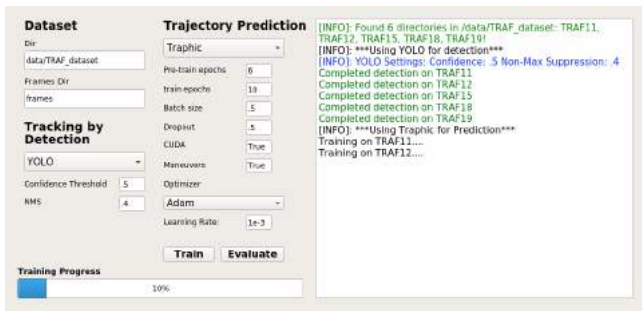 Dataset
Dir
data/TRAF_dataset
Frames Dir
frames
Tracking by
Detection
YOLO
Confidence Threshold .5
NMS .4
Trajectory Prediction
Traphic
Pre-train epochs 6
train epochs 10
Batch size .5
Dropout .5
CUDA True
Maneuvers True
Optimizer
Adam
Learning Rate: 1e-3
Train Evaluate
Training Progress
10%
[INFO]: Found 6 directories in /data/TRAF_dataset: TRAF11,
TRAF12, TRAF15, TRAF18, TRAF19!
[INFO]: ***Using YOLO for detection***
[INFO]: YOLO Settings: Confidence: .5 Non-Max Suppression: .4
Completed detection on TRAF11
Completed detection on TRAF12
Completed detection on TRAF15
Completed detection on TRAF18
Completed detection on TRAF19
[INFO]: ***Using Traphic for Prediction***
Training on TRAF11....
Training on TRAF12....